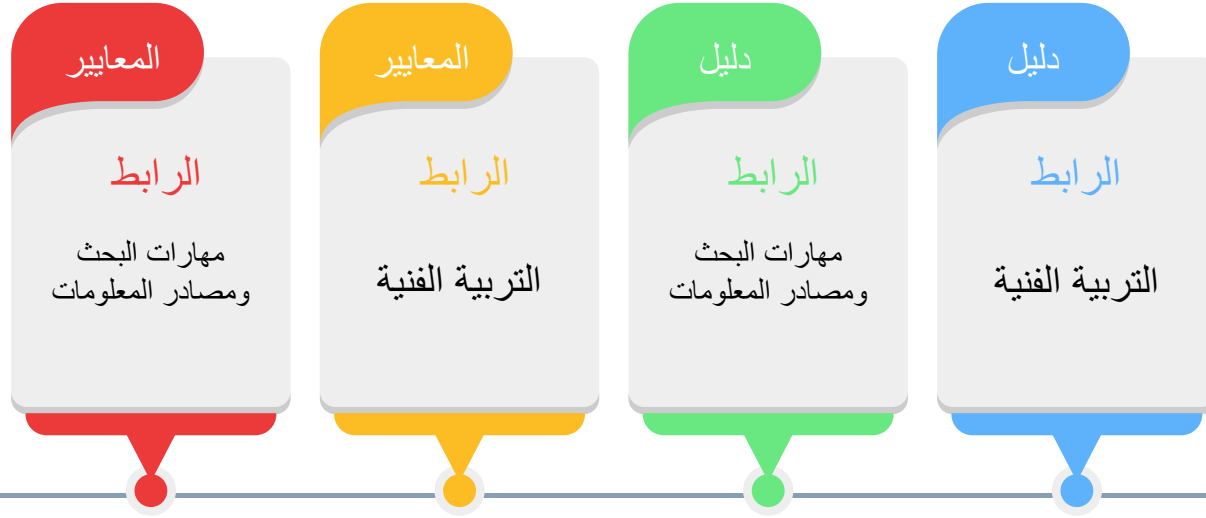 دليل
الرابط
التربية الفنية
دليل
الرابط
مهارات البحث
ومصادر المعلومات
المعايير
الرابط
التربية الفنية
المعايير
الرابط
مهارات البحث
ومصادر المعلومات